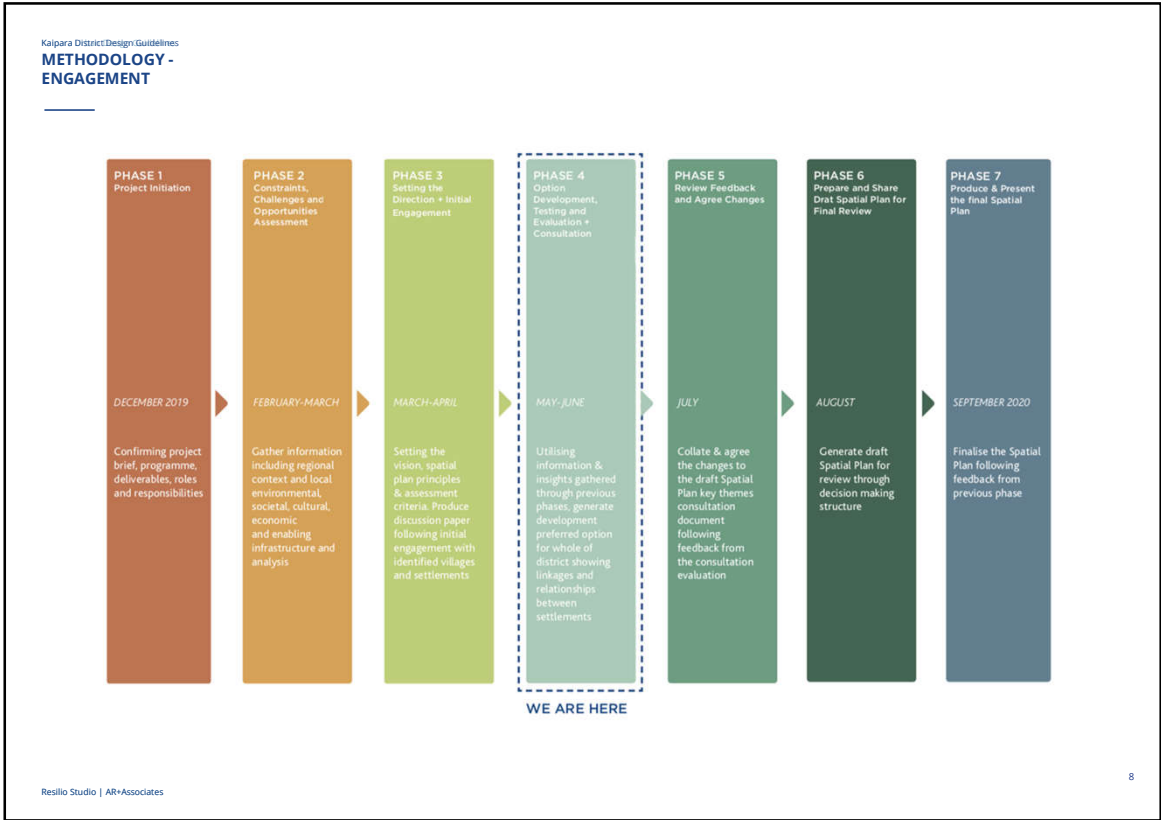 Kaipara District Design Guidelines
METHODOLOGY -
ENGAGEMENT
PHASE 1
Project Initiation
DECEMBER 2019
Confirming project
brief, programme,
deliverables, roles
and responsibilities
PHASE 2
Constraints,
Challenges and
Opportunities
Assessment
FEBRUARY-MARCH
Gather information
including regional
context and local
environmental,
societal, cultural,
economic
and enabling
infrastructure and
analysis
PHASE 3
Setting the
Direction + Initial
Engagement
MARCH-APRIL
Setting the
vision, spatial
plan principles
& assessment
criteria. Produce
discussion paper
following initial
engagement with
identified villages
and settlements
PHASE 4
Option
Development,
Testing and
Evaluation +
Consultation
MAY-JUNE
Utilising
information &
insights gathered
through previous
phases, generate
development
preferred option
for whole of
district showing
linkages and
relationships
between
settlements
WE ARE HERE
PHASE 5
Review Feedback
and Agree Changes
JULY
Collate & agree
the changes to
the draft Spatial
Plan key themes
consultation
document
following
feedback from
the consultation
evaluation
PHASE 6
Prepare and Share
Drat Spatial Plan for
Final Review
AUGUST
Generate draft
Spatial Plan for
review through
decision making
structure
PHASE 7
Produce & Present
the final Spatial
Plan
SEPTEMBER 2020
Finalise the Spatial
Plan following
feedback from
previous phase
8
Resilio Studio | AR+Associates